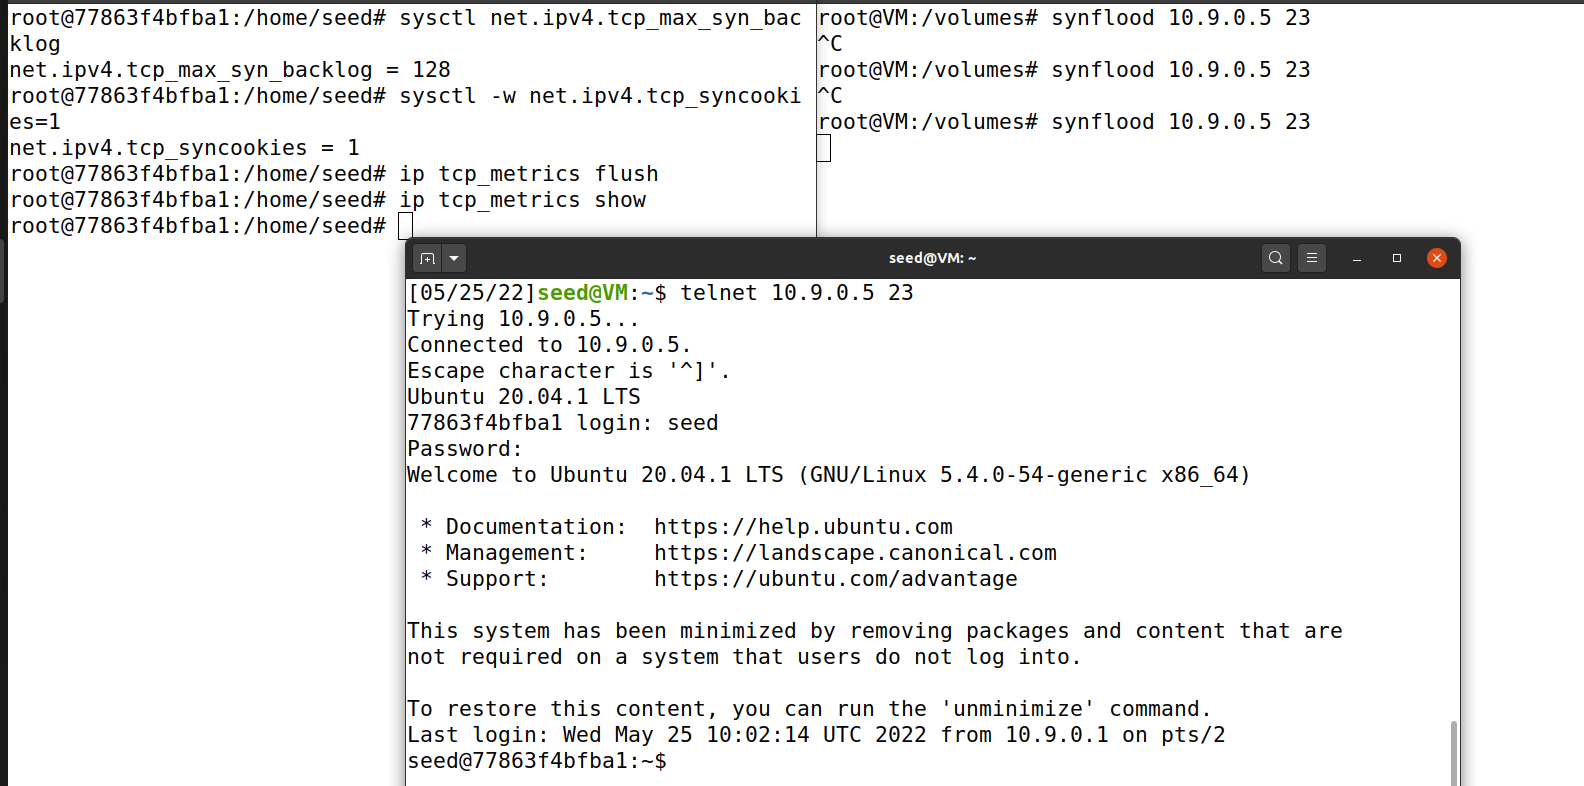 root@77863f4bfba1:/home/seed# sysctl net.ipv4.tcp_max_syn_bac
klog
net.ipv4.tcp_max_syn_backlog = 128
root@77863f4bfba1:/home/seed# sysctl -w net.ipv4.tcp_syncooki
es=1
net.ipv4.tcp_syncookies = 1
root@77863f4bfba1:/home/seed# ip tcp_metrics flush
root@77863f4bfba1:/home/seed# ip tcp_metrics show
root@77863f4bfba1:/home/seed#
root@VM:/volumes# synflood 10.9.0.5 23
^C
root@VM:/volumes# synflood 10.9.0.5 23
^C
root@VM:/volumes# synflood 10.9.0.5 23
seed@VM: ~
[05/25/22]seed@VM:~$ telnet 10.9.0.5 23
Trying 10.9.0.5...
Connected to 10.9.0.5.
Escape character is '^]'.
Ubuntu 20.04.1 LTS
77863f4bfba1 login: seed
Password:
Welcome to Ubuntu 20.04.1 LTS (GNU/Linux 5.4.0-54-generic x86_64)
* Documentation:  https://help.ubuntu.com
* Management:     https://landscape.canonical.com
* Support:        https://ubuntu.com/advantage
This system has been minimized by removing packages and content that are
not required on a system that users do not log into.
To restore this content, you can run the 'unminimize' command.
Last login: Wed May 25 10:02:14 UTC 2022 from 10.9.0.1 on pts/2
seed@77863f4bfba1:~$